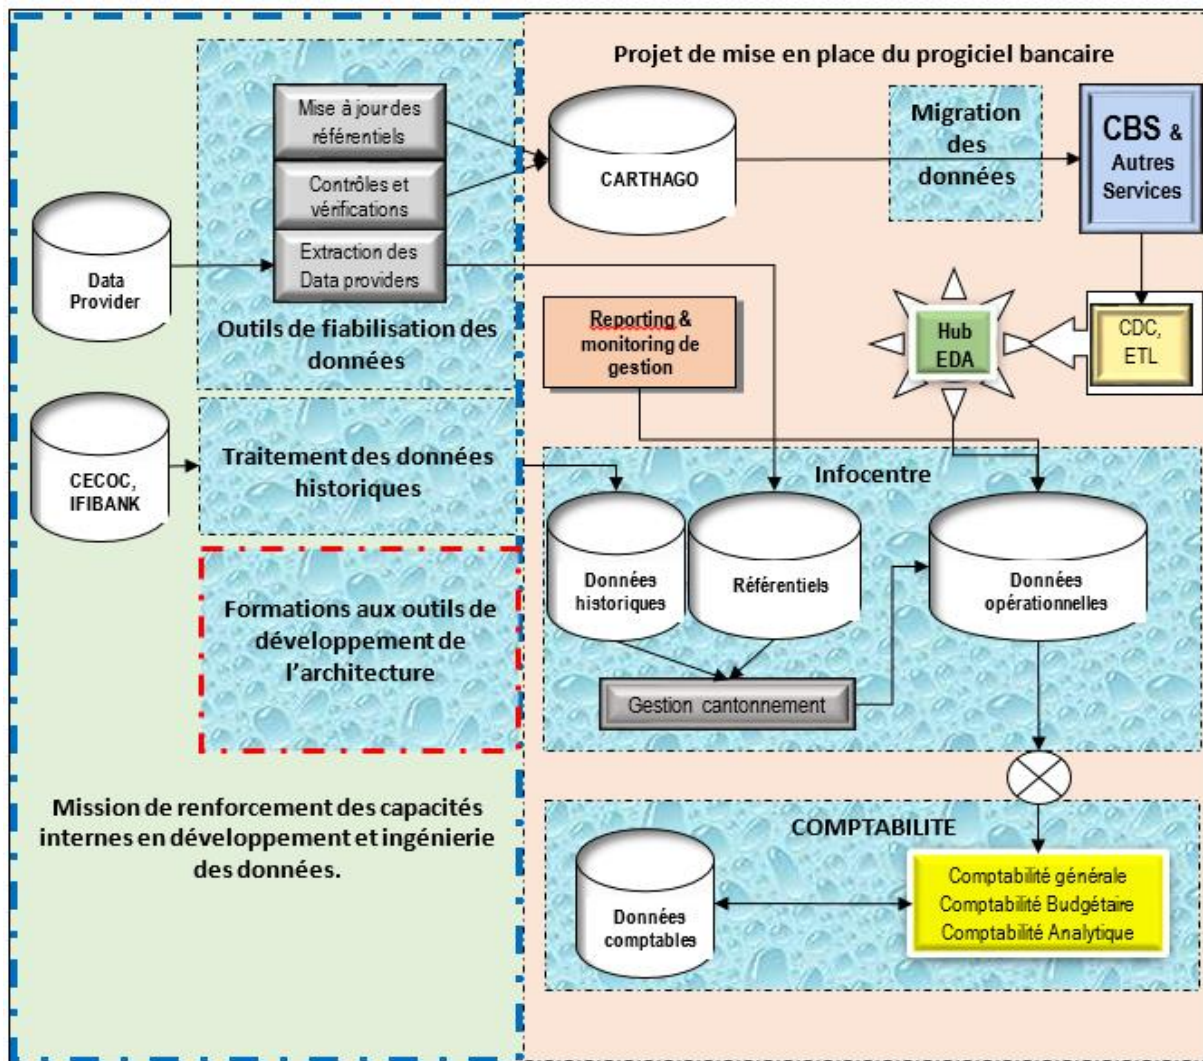 Projet de mise en place du progiciel bancaire
Mise à jour des
référentiels
Contrôles et
vérifications
Extraction des
Data providers
Outils de fiabilisation des
données
Data
Provider
CARTHAGO
Migration
des
données
CBS &
Autres
Services
Reporting &
monitoring de
gestion
Hub
EDA
CDC,
ETL
CECOC,
IFIBANK
Traitement des données
historiques
Infocentre
Données
historiques
Référentiels
Données
opérationnelles
Gestion cantonnement
Formations aux outils de
développement de
l’architecture
Mission de renforcement des capacités
internes en développement et ingénierie
des données.
COMPTABILITE
Données
comptables
Comptabilité générale
Comptabilité Budgétaire
Comptabilité Analytique